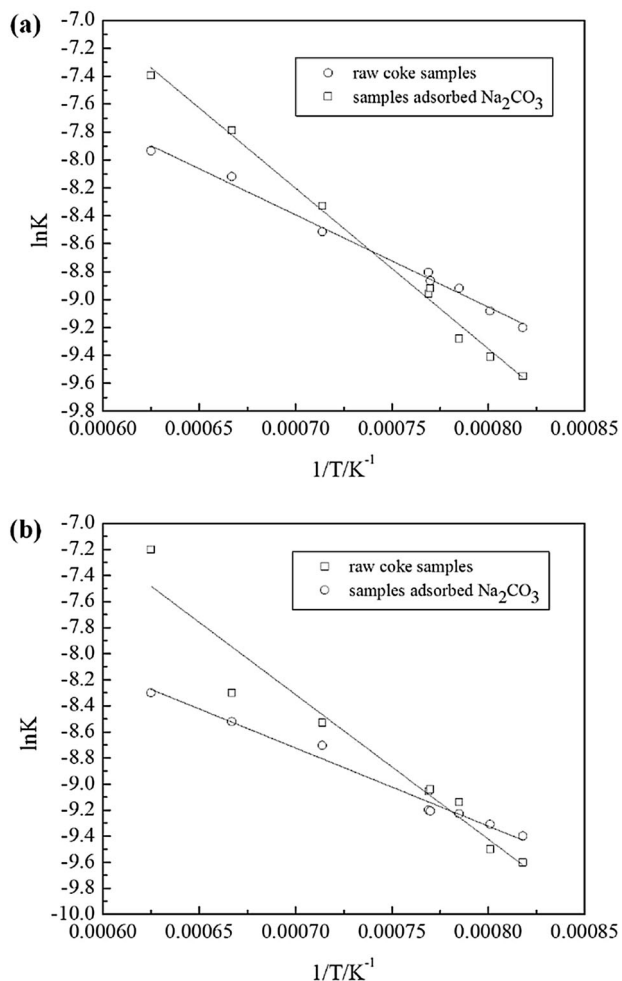 (a)
-7.0
-7.2
-7.4
-7.6
-7.8
-8.0
-8.2
-8.4
-8.6
-8.8
-9.0
-9.2
-9.4
-9.6
-9.8
lnK
raw coke samples
samples adsorbed Na2CO3
0.00060 0.00065 0.00070 0.00075 0.00080 0.00085
1/T/K-1
(b)
-7.0
-7.2
-7.4
-7.6
-7.8
-8.0
-8.2
-8.4
-8.6
-8.8
-9.0
-9.2
-9.4
-9.6
-10.0
lnK
raw coke samples
samples adsorbed Na2CO3
0.00060 0.00065 0.00070 0.00075 0.00080 0.00085
1/T/K-1